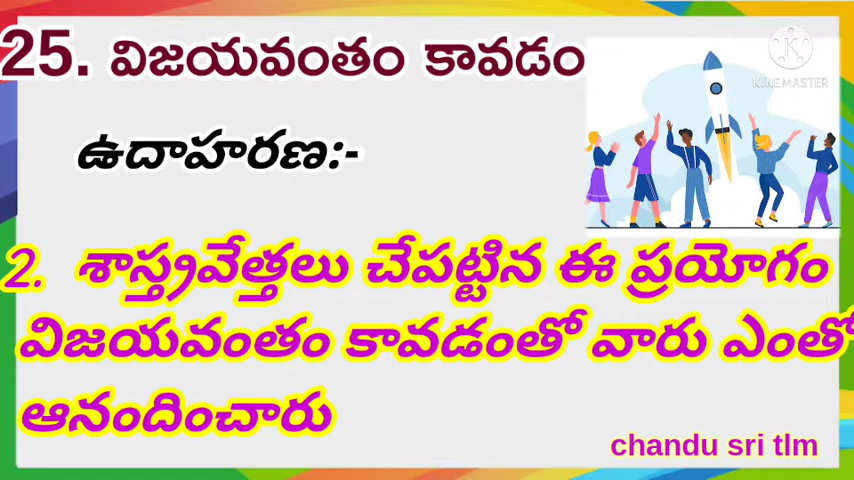 25. విజయవంతం కావడం
KINEMASTER
ఉదాహరణ:-
2. శాస్త్రవేత్తలు చేపట్టిన ఈ ప్రయోగం
విజయవంతం కావడంతో వారు ఎంతో
ఆనందించారు
chandu sri tlm